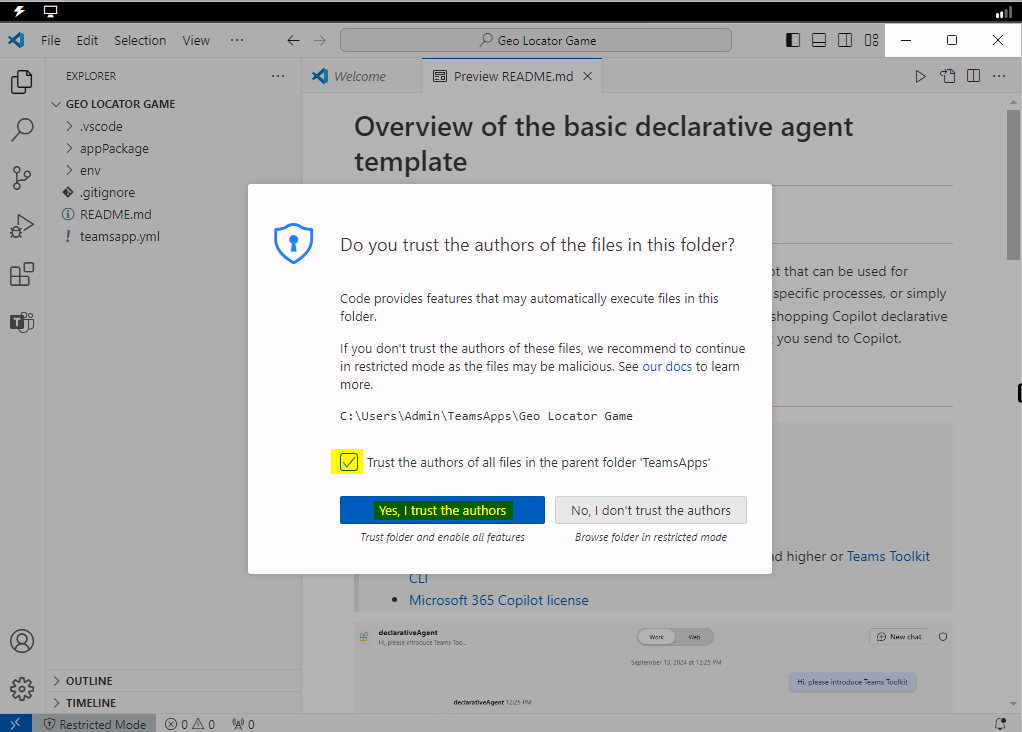 File Edit Selection View ··· Geo Locator Game
EXPLORER ···
GEO LOCATOR GAME
.vscode
appPackage
env
.gitignore
README.md
teamsapp.yml
OUTLINE
TIMELINE
Welcome Preview README.md
Overview of the basic declarative agent
template
pt that can be used for
specific processes, or simply
shopping Copilot declarative
you send to Copilot.
Do you trust the authors of the files in this folder?
Code provides features that may automatically execute files in this
folder.
If you don't trust the authors of these files, we recommend to continue
in restricted mode as the files may be malicious. See our docs to learn
more.
C:\Users\Admin\TeamsApps\Geo Locator Game
Trust the authors of all files in the parent folder 'TeamsApps'
Yes, I trust the authors No, I don't trust the authors
Trust folder and enable all features Browse folder in restricted mode
nd higher or Teams Toolkit
CLI
• Microsoft 365 Copilot license
declarativeAgent Work Web New chat
Hi, please introduce Teams Too...
September 13, 2024 at 12:25 PM
Hi, please introduce Teams Toolkit
declarativeAgent 12:25 PM
Restricted Mode 0 0 0